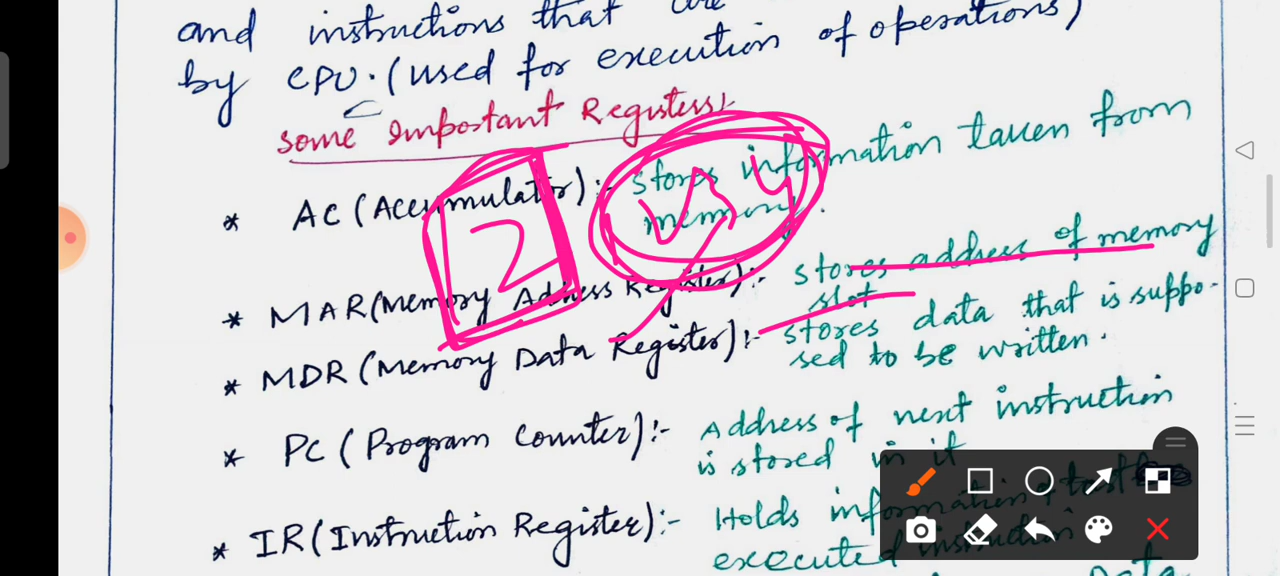 and instructions that are
by CPU. (used for execution of operations)
some Important Registers:-
* AC (Accumulator) :- stores information taken from
memory.
* MAR (Memory Address Register) :- stores address of memory
slot
* MDR (Memory Data Register) :- stores data that is suppo-
sed to be written.
* PC (Program Counter) :- Address of next instruction
is stored in it
* IR (Instruction Register) :- Holds
executed instruction
2